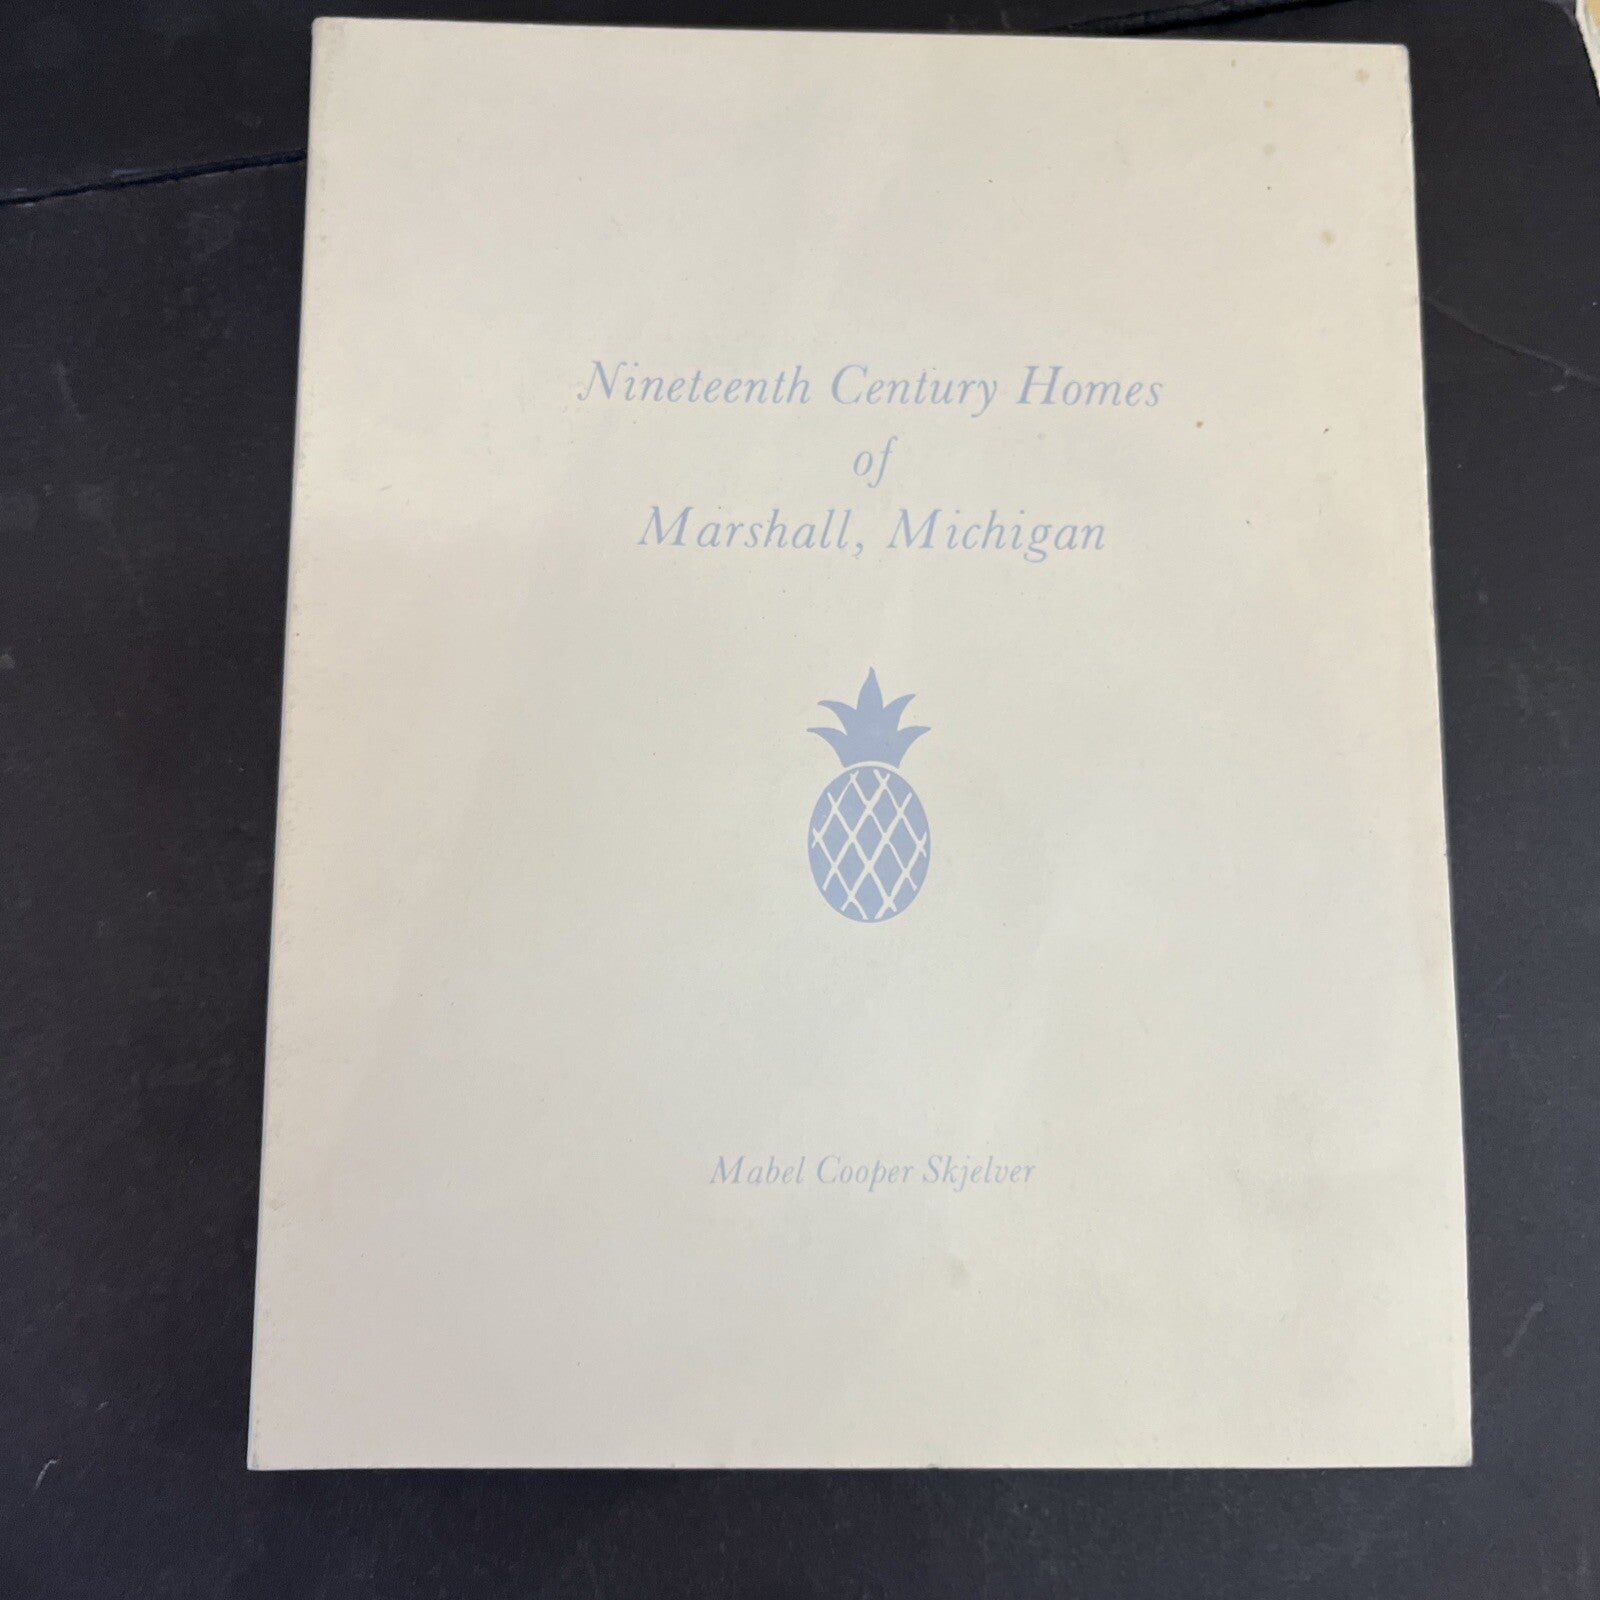 Nineteenth Century Homes
of
Marshall, Michigan
Mabel Cooper Skjelver